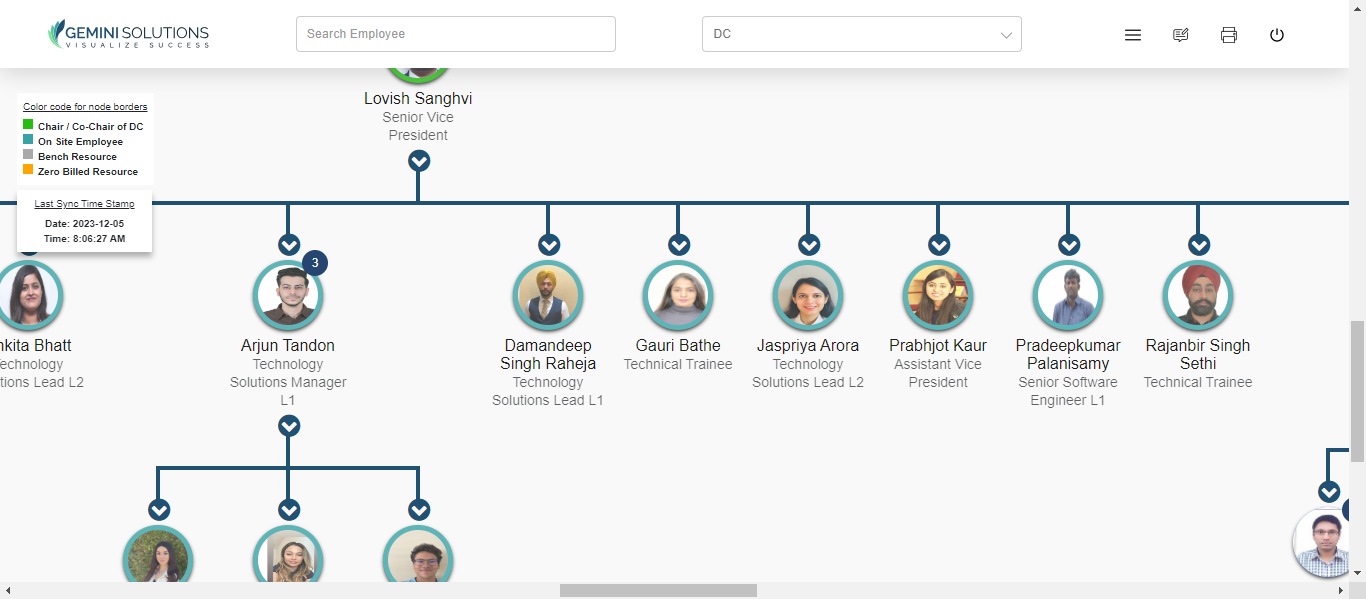 GEMINI SOLUTIONS
VISUALIZE SUCCESS
Search Employee
DC
Color code for node borders
Chair / Co-Chair of DC
On Site Employee
Bench Resource
Zero Billed Resource
Last Sync Time Stamp
Date: 2023-12-05
Time: 8:06:27 AM
Lovish Sanghvi
Senior Vice
President
3
nkita Bhatt
echnology
tions Lead L2
Arjun Tandon
Technology
Solutions Manager
L1
Damandeep
Singh Raheja
Technology
Solutions Lead L1
Gauri Bathe
Technical Trainee
Jaspriya Arora
Technology
Solutions Lead L2
Prabhjot Kaur
Assistant Vice
President
Pradeepkumar
Palanisamy
Senior Software
Engineer L1
Rajanbir Singh
Sethi
Technical Trainee